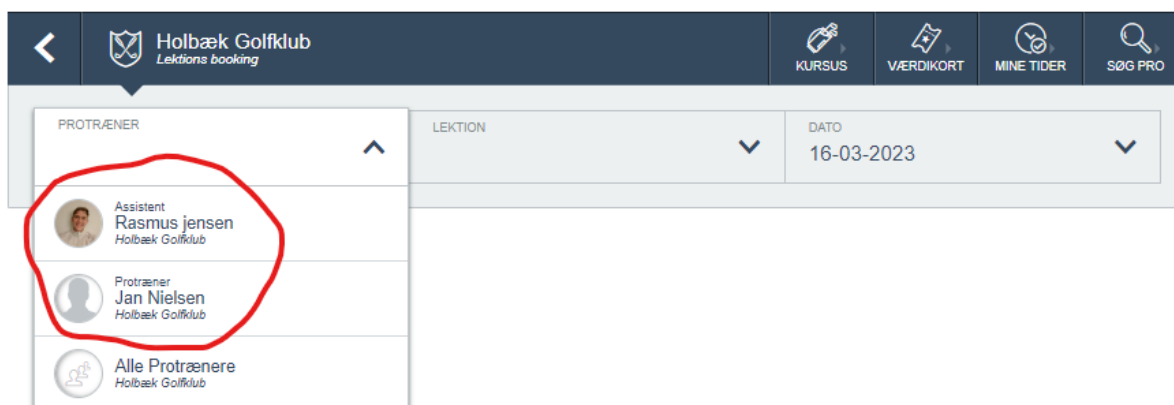 Holbæk Golfklub
Lektions booking
KURSUS
VÆRDIKORT
MINE TIDER
SØG PRO
PROTRÆNER
LEKTION
DATO
16-03-2023
Assistent
Rasmus jensen
Holbæk Golfklub
Protræner
Jan Nielsen
Holbæk Golfklub
Alle Protrænere
Holbæk Golfklub